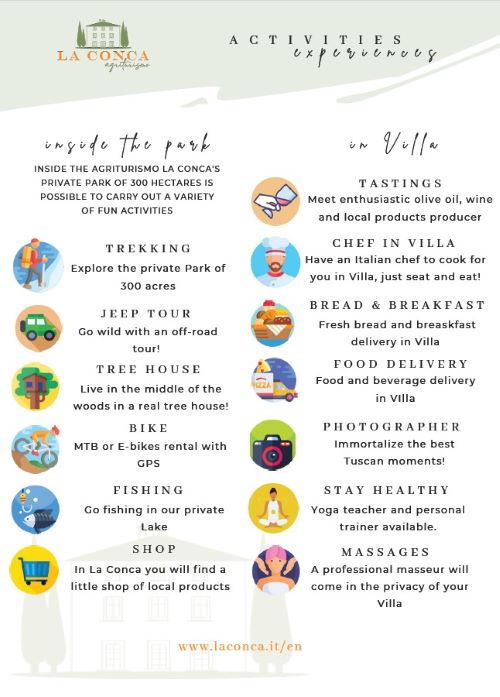 LA CONCA
agriturismo
ACTIVITIES
experiences
inside the park
INSIDE THE AGRITURISMO LA CONCA'S
PRIVATE PARK OF 300 HECTARES IS
POSSIBLE TO CARRY OUT A VARIETY
OF FUN ACTIVITIES
TREKKING
Explore the private Park of
300 acres
JEEP TOUR
Go wild with an off-road
tour!
TREE HOUSE
Live in the middle of the
woods in a real tree house!
BIKE
MTB or E-bikes rental with
GPS
FISHING
Go fishing in our private
Lake
SHOP
In La Conca you will find a
little shop of local products
in Villa
TASTINGS
Meet enthusiastic olive oil, wine
and local products producer
CHEF IN VILLA
Have an Italian chef to cook for
you in Villa, just seat and eat!
BREAD & BREAKFAST
Fresh bread and breaskfast
delivery in Villa
FOOD DELIVERY
PIZZA
Food and beverage delivery
in VIlla
PHOTOGRAPHER
Immortalize the best
Tuscan moments!
STAY HEALTHY
Yoga teacher and personal
trainer available.
MASSAGES
A professional masseur will
come in the privacy of your
Villa
www.laconca.it/en